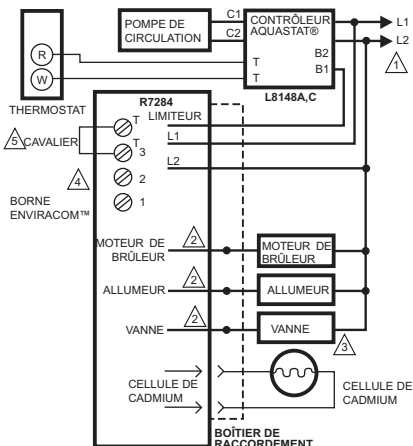 C1
POMPE DE
CIRCULATION
C2
CONTRÔLEUR
AQUASTAT®
B2
B1
T
T
L8148A,C
L1
L2
1
R
W
THERMOSTAT
R7284
LIMITEUR
L1
L2
5
CAVALIER
T
T
3
4
2
1
BORNE
ENVIRACOM™
MOTEUR DE
BRÛLEUR
2
MOTEUR DE
BRÛLEUR
ALLUMEUR
2
ALLUMEUR
VANNE
2
VANNE
3
CELLULE DE
CADMIUM
CELLULE DE
CADMIUM
BOÎTIER DE
RACCORDEMENT